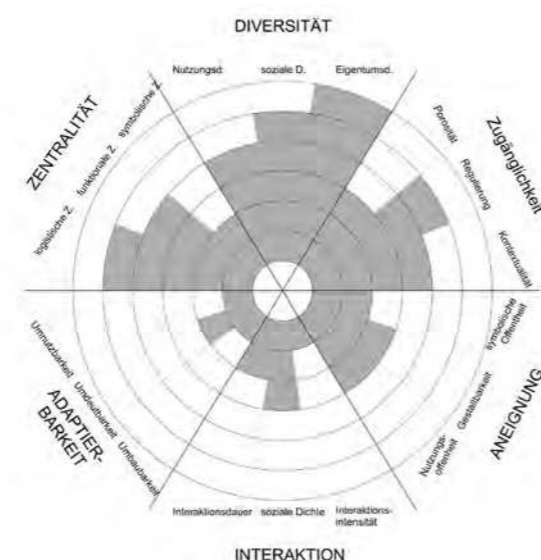 DIVERSITÄT
Nutzungsd.
soziale D.
Eigentumsd.
ZENTRALITÄT
symbolische Z.
funktionale Z.
logistische Z.
Zugänglichkeit
Porosität
Regulierung
Kontextualität
symbolische
Offenheit
Gestaltbarkeit
Nutzungs-
offenheit
ANEIGNUNG
Umnutzbarkeit
Umdeutbarkeit
Umbaubarkeit
ADAPTIER-
BARKEIT
Interaktionsdauer
soziale Dichte
Interaktions-
intensität
INTERAKTION